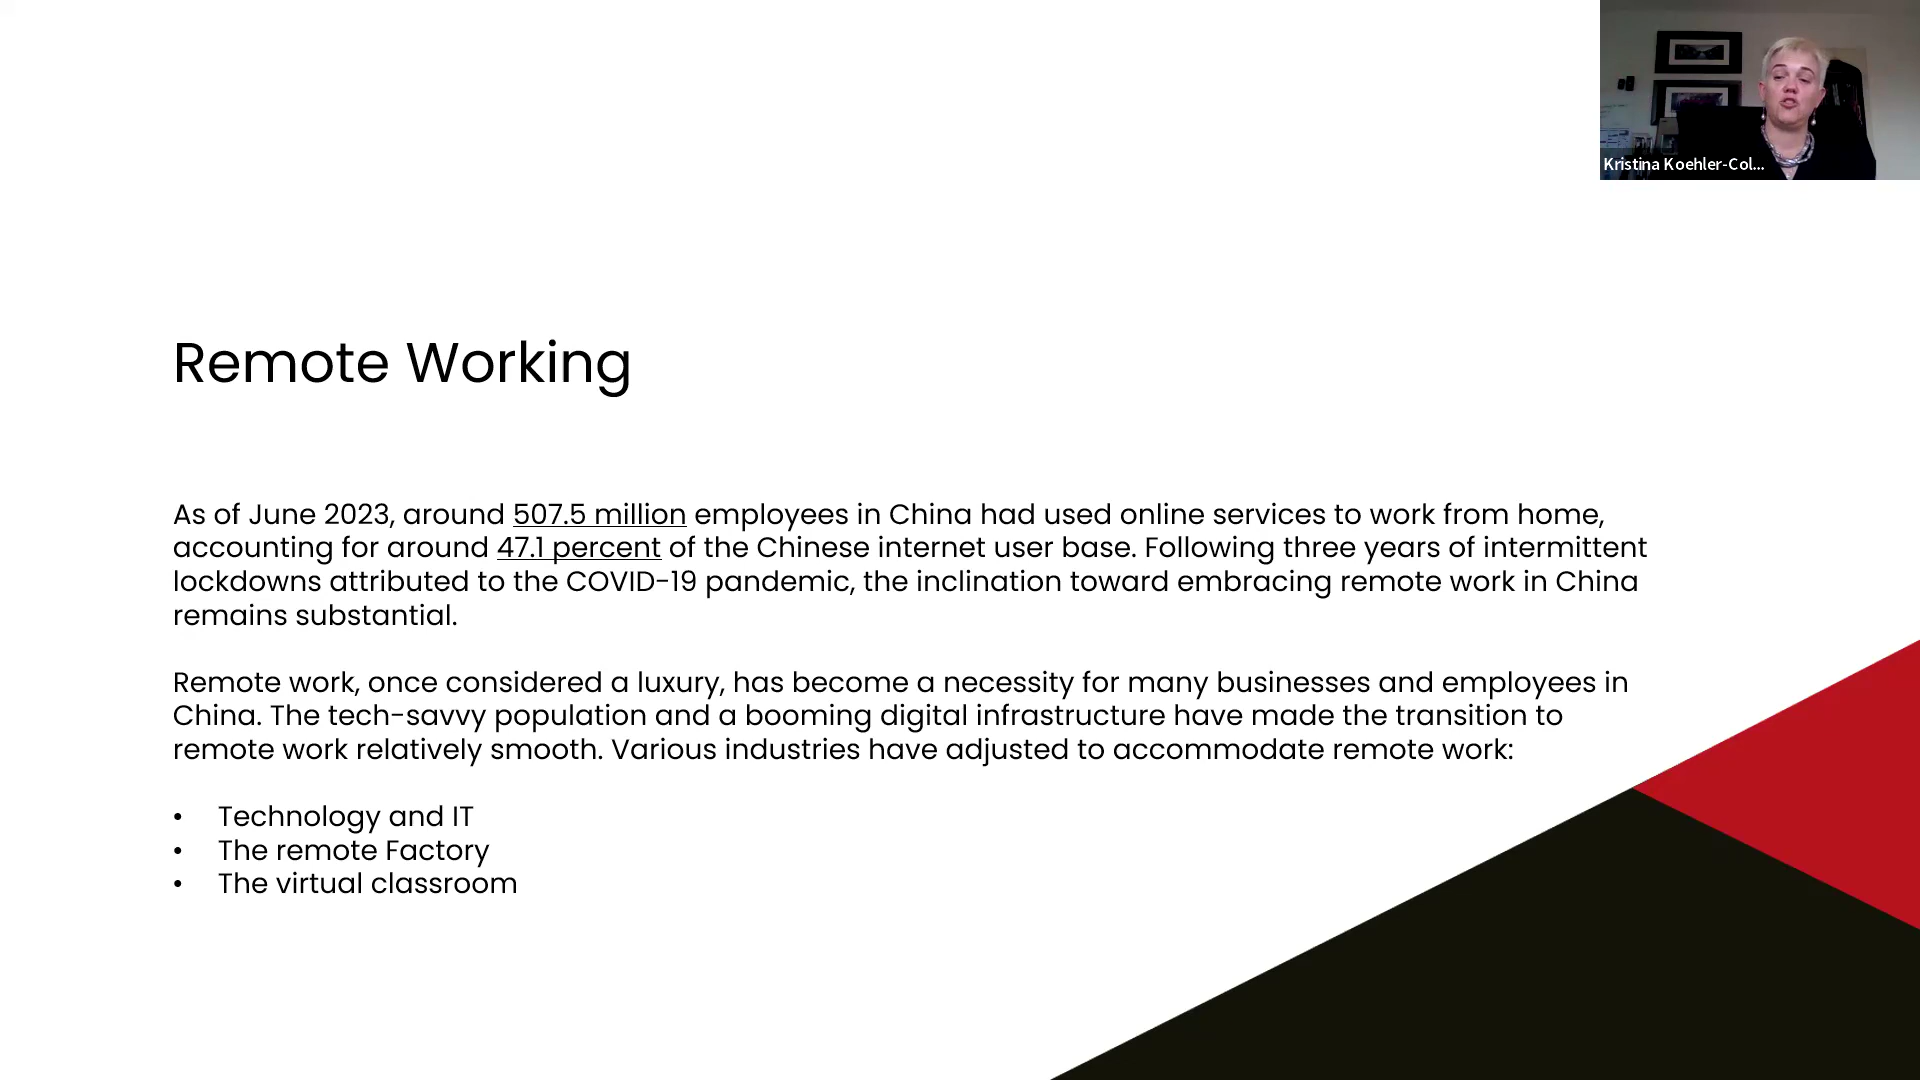 Kristina Koehler-Col...
Remote Working
As of June 2023, around 507.5 million employees in China had used online services to work from home,
accounting for around 47.1 percent of the Chinese internet user base. Following three years of intermittent
lockdowns attributed to the COVID-19 pandemic, the inclination toward embracing remote work in China
remains substantial.
Remote work, once considered a luxury, has become a necessity for many businesses and employees in
China. The tech-savvy population and a booming digital infrastructure have made the transition to
remote work relatively smooth. Various industries have adjusted to accommodate remote work:
• Technology and IT
• The remote Factory
• The virtual classroom